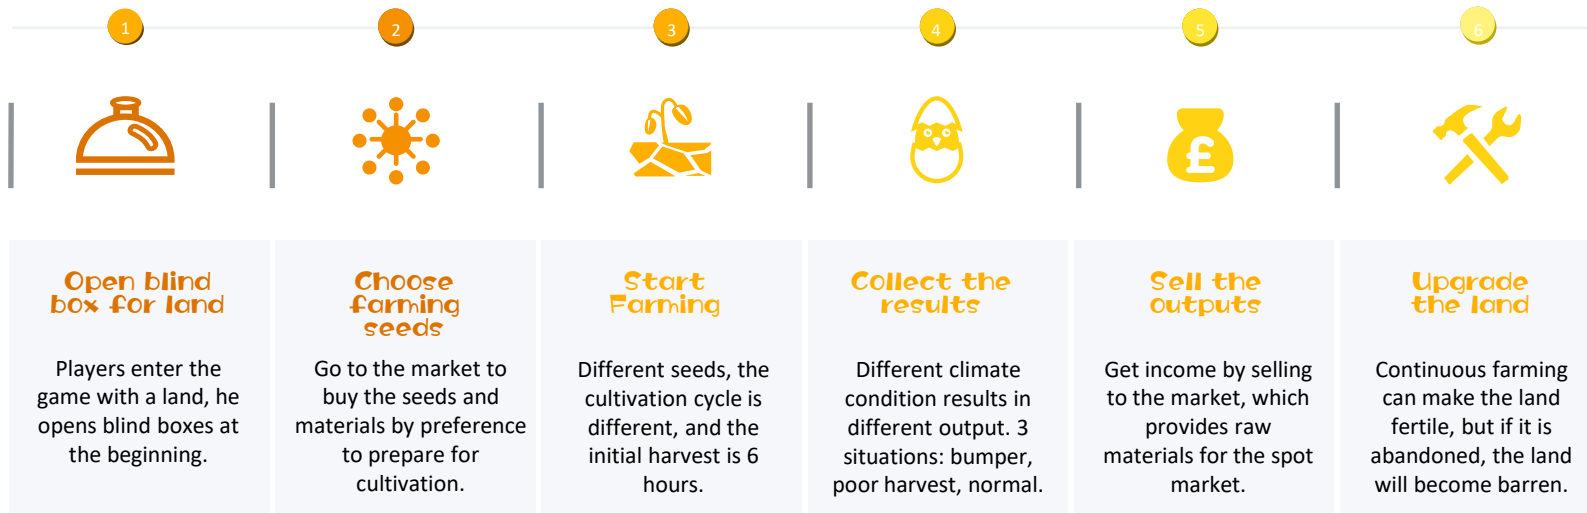 1
2
3
4
5
6
£
Open blind
box for land
Players enter the
game with a land, he
opens blind boxes at
the beginning.
Choose
farming
seeds
Go to the market to
buy the seeds and
materials by preference
to prepare for
cultivation.
Start
Farming
Different seeds, the
cultivation cycle is
different, and the
initial harvest is 6
hours.
Collect the
results
Different climate
condition results in
different output. 3
situations: bumper,
poor harvest, normal.
Sell the
outputs
Get income by selling
to the market, which
provides raw
materials for the spot
market.
Upgrade
the land
Continuous farming
can make the land
fertile, but if it is
abandoned, the land
will become barren.